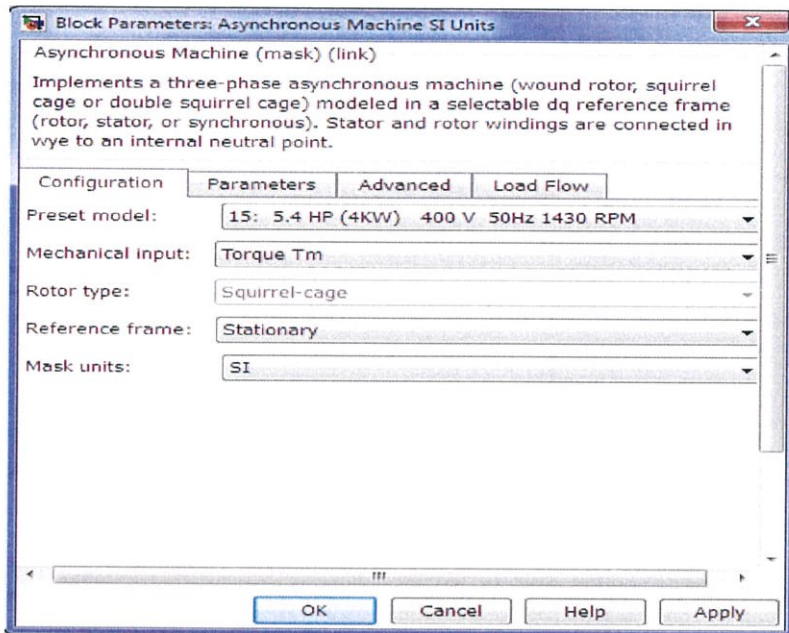 Block Parameters: Asynchronous Machine SI Units
Asynchronous Machine (mask) (link)
Implements a three-phase asynchronous machine (wound rotor, squirrel
cage or double squirrel cage) modeled in a selectable dq reference frame
(rotor, stator, or synchronous). Stator and rotor windings are connected in
wye to an internal neutral point.
Configuration Parameters Advanced Load Flow
Preset model: 15: 5.4 HP (4KW) 400 V 50Hz 1430 RPM
Mechanical input: Torque Tm
Rotor type: Squirrel-cage
Reference frame: Stationary
Mask units: SI
OK Cancel Help Apply